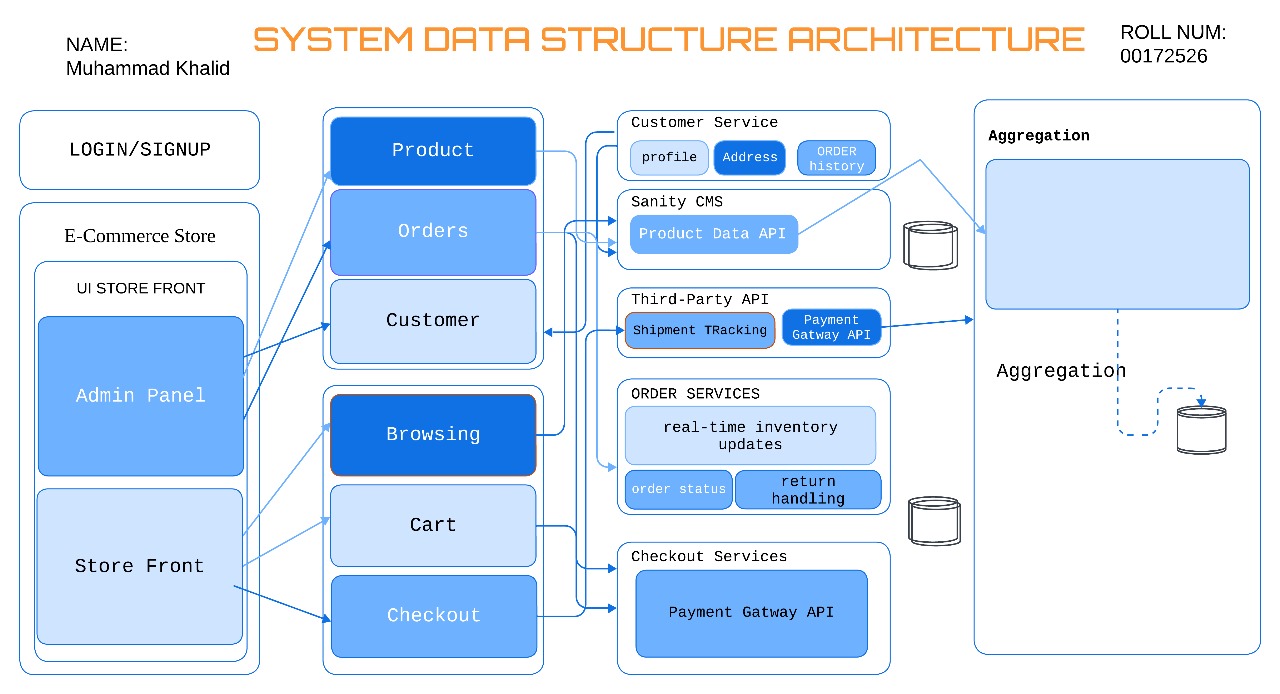 SYSTEM DATA STRUCTURE ARCHITECTURE
NAME:
Muhammad Khalid
ROLL NUM:
00172526
LOGIN/SIGNUP
E-Commerce Store
UI STORE FRONT
Admin Panel
Store Front
Product
Orders
Customer
Browsing
Cart
Checkout
Customer Service
profile
Address
ORDER
history
Sanity CMS
Product Data API
Third-Party API
Shipment TRacking
Payment
Gatway API
ORDER SERVICES
real-time inventory
updates
order status
return
handling
Checkout Services
Payment Gatway API
Aggregation
Aggregation